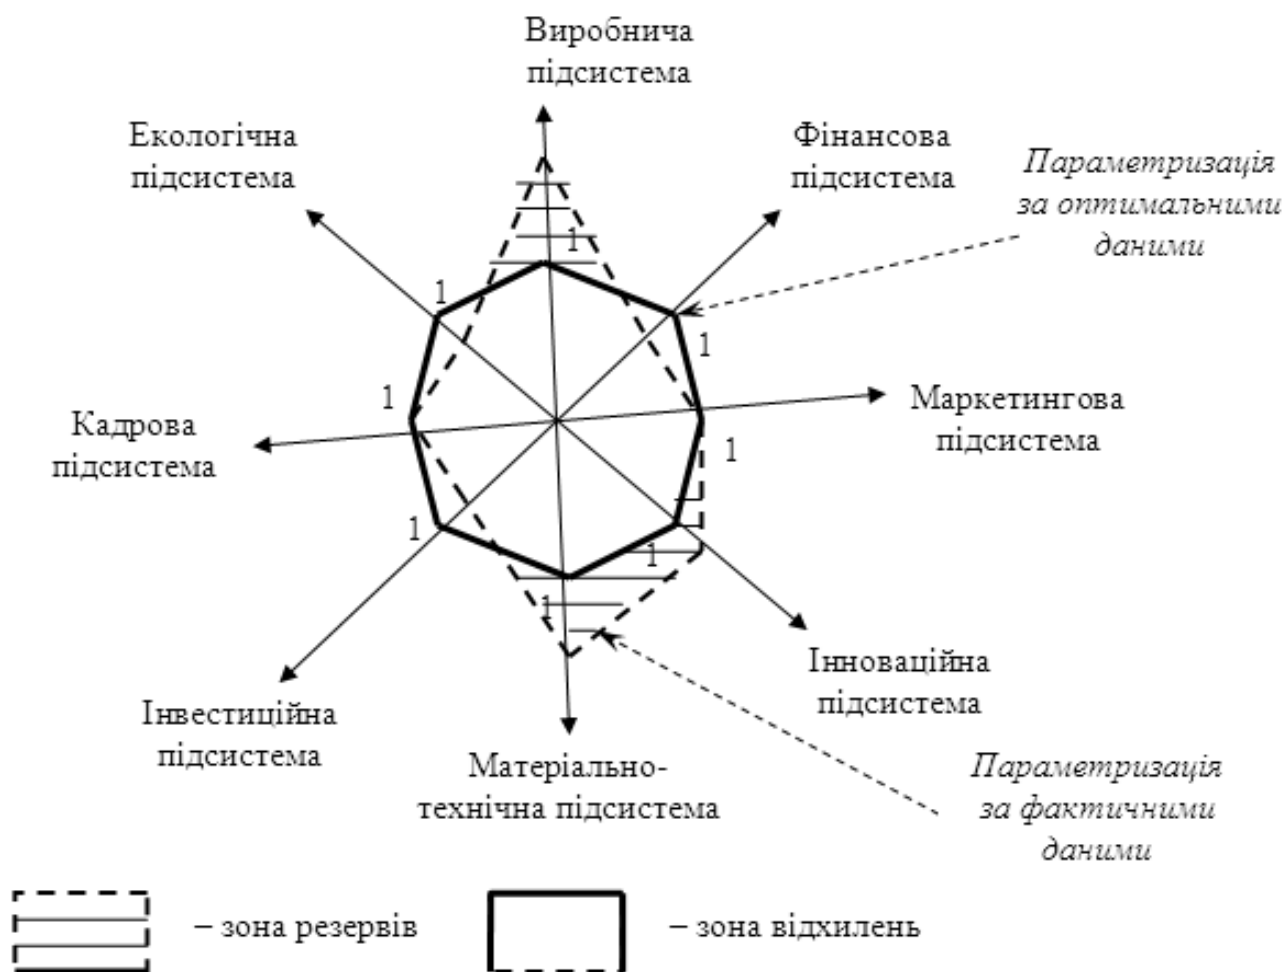 Виробнича
підсистема
Екологічна
підсистема
Фінансова
підсистема
Параметризація
за оптимальними
даними
1
1
1
1
Кадрова
підсистема
Маркетингова
підсистема
1
1
1
1
Інвестиційна
підсистема
Матеріально-
технічна підсистема
Інноваційна
підсистема
Параметризація
за фактичними
даними
– зона резервів
– зона відхилень